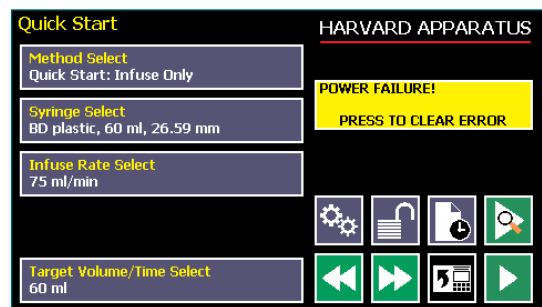 Quick Start
HARVARD APPARATUS
Method Select
Quick Start: Infuse Only
POWER FAILURE!
PRESS TO CLEAR ERROR
Syringe Select
BD plastic, 60 ml, 26.59 mm
Infuse Rate Select
75 ml/min
Target Volume/Time Select
60 ml